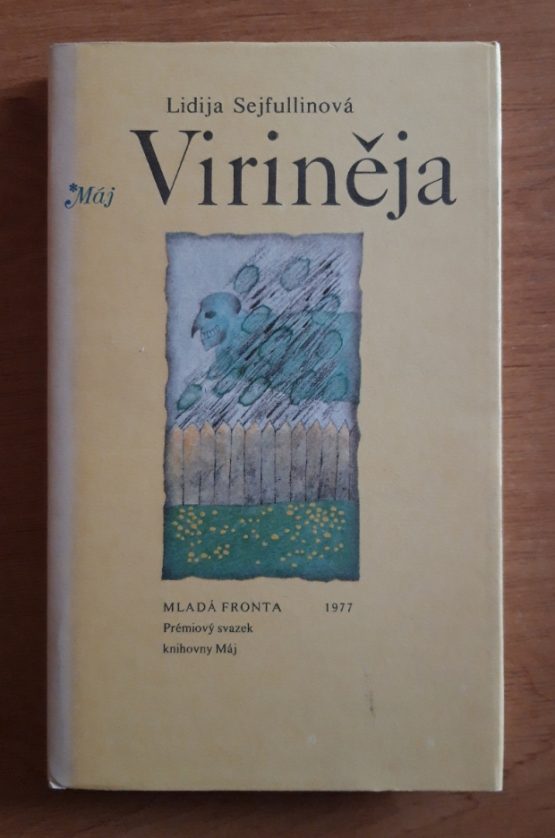 Lidija Sejfullinová
Viriněja
*Máj
MLADÁ FRONTA 1977
Prémiový svazek
knihovny Máj